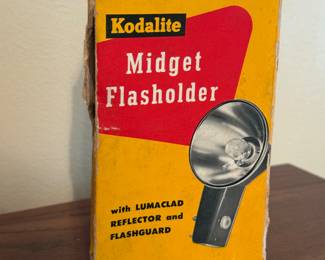 Kodalite
Midget
Flasholder
with LUMACLAD
REFLECTOR and
FLASHGUARD